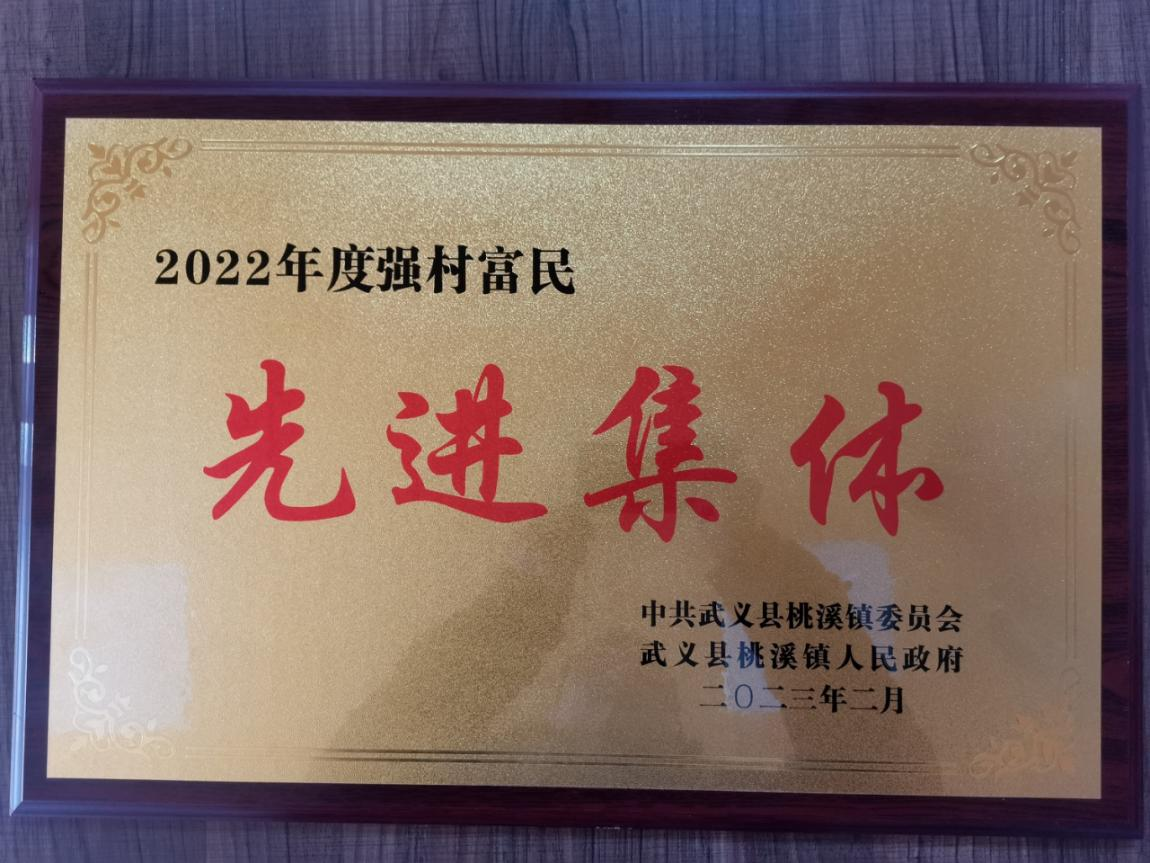 2022年度强村富民
先进集体
中共武义县桃溪镇委员会
武义县桃溪镇人民政府
二〇二三年二月